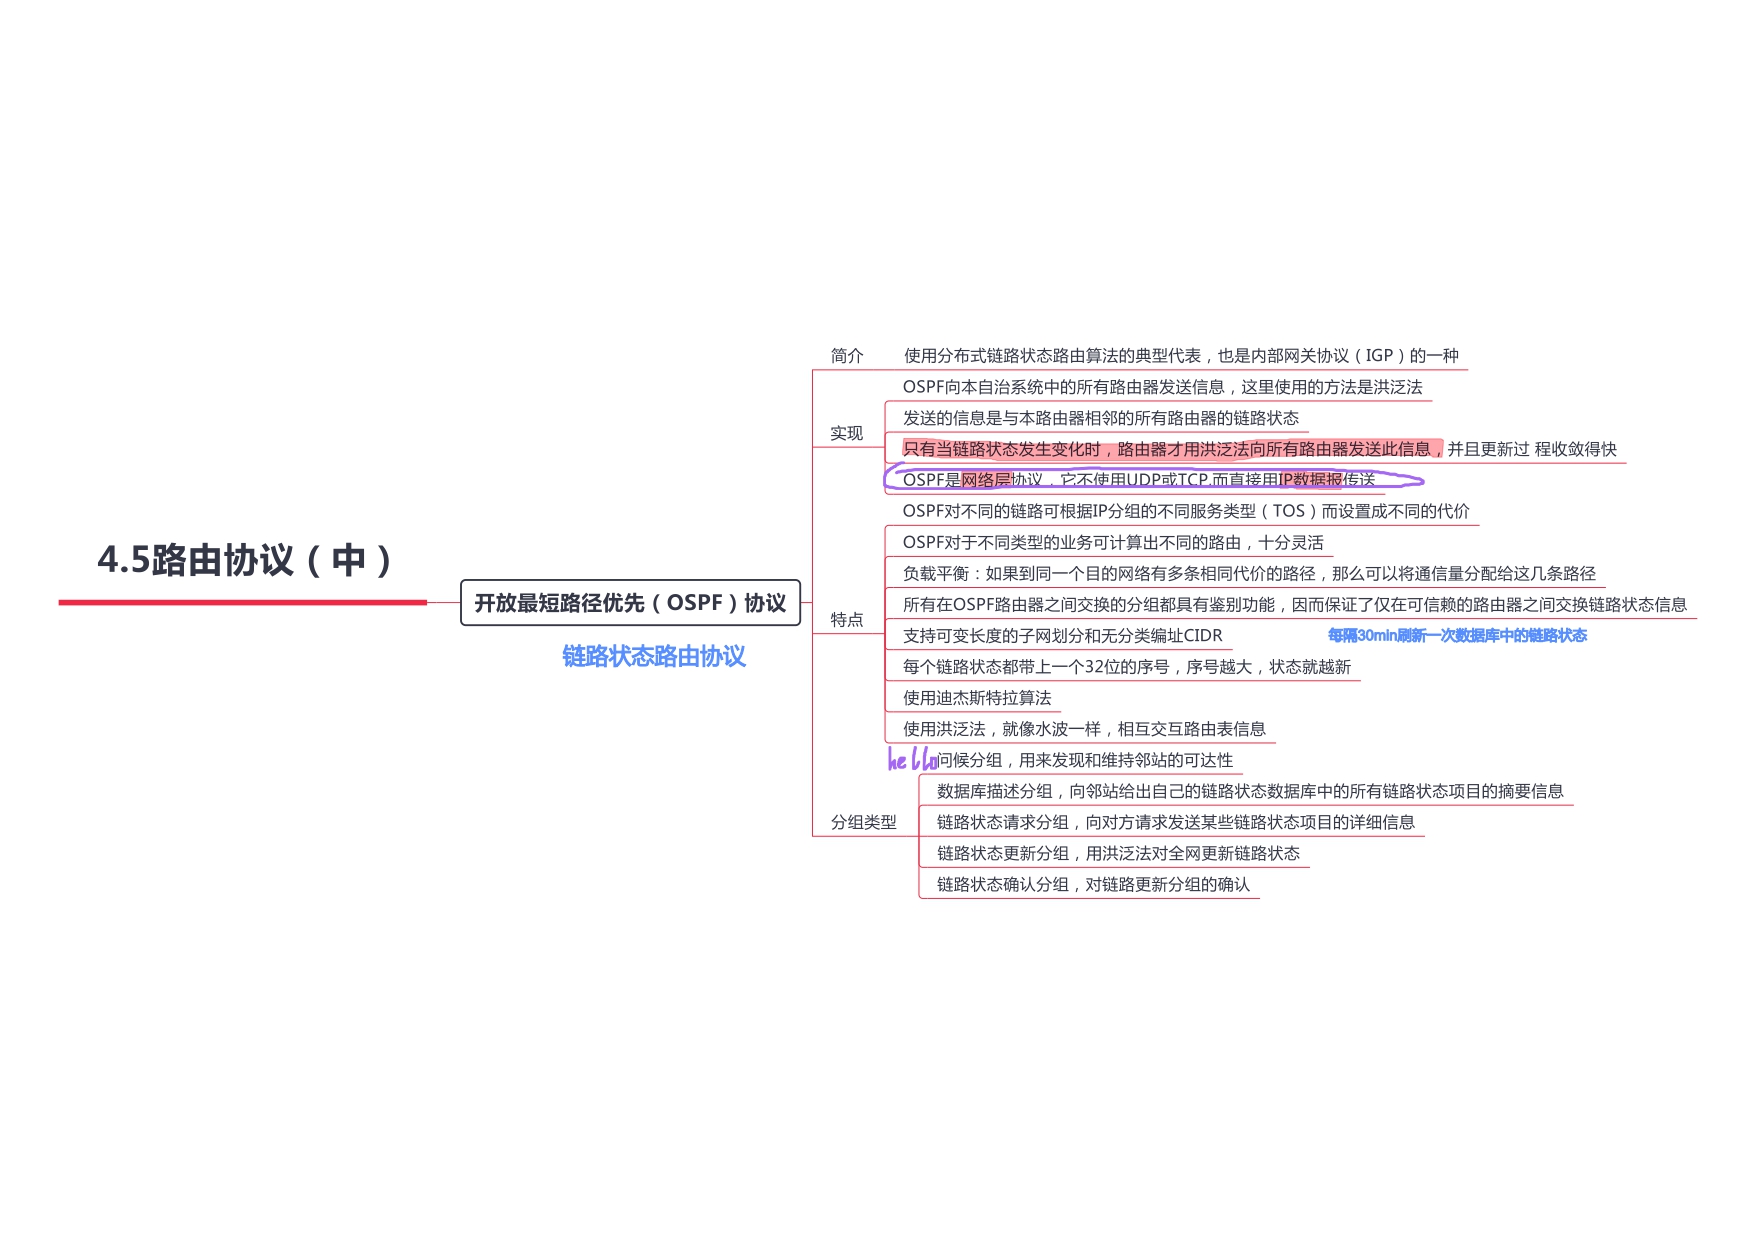 4.5路由协议（中）
开放最短路径优先（OSPF）协议
链路状态路由协议
简介
使用分布式链路状态路由算法的典型代表，也是内部网关协议（IGP）的一种
实现
OSPF向本自治系统中的所有路由器发送信息，这里使用的方法是洪泛法
发送的信息是与本路由器相邻的所有路由器的链路状态
只有当链路状态发生变化时，路由器才用洪泛法向所有路由器发送此信息，并且更新过 程收敛得快
OSPF是网络层协议，它不使用UDP或TCP,而直接用IP数据报传送
特点
OSPF对不同的链路可根据IP分组的不同服务类型（TOS）而设置成不同的代价
OSPF对于不同类型的业务可计算出不同的路由，十分灵活
负载平衡：如果到同一个目的网络有多条相同代价的路径，那么可以将通信量分配给这几条路径
所有在OSPF路由器之间交换的分组都具有鉴别功能，因而保证了仅在可信赖的路由器之间交换链路状态信息
支持可变长度的子网划分和无分类编址CIDR
每隔30min刷新一次数据库中的链路状态
每个链路状态都带上一个32位的序号，序号越大，状态就越新
使用迪杰斯特拉算法
使用洪泛法，就像水波一样，相互交互路由表信息
分组类型
hello问候分组，用来发现和维持邻站的可达性
数据库描述分组，向邻站给出自己的链路状态数据库中的所有链路状态项目的摘要信息
链路状态请求分组，向对方请求发送某些链路状态项目的详细信息
链路状态更新分组，用洪泛法对全网更新链路状态
链路状态确认分组，对链路更新分组的确认